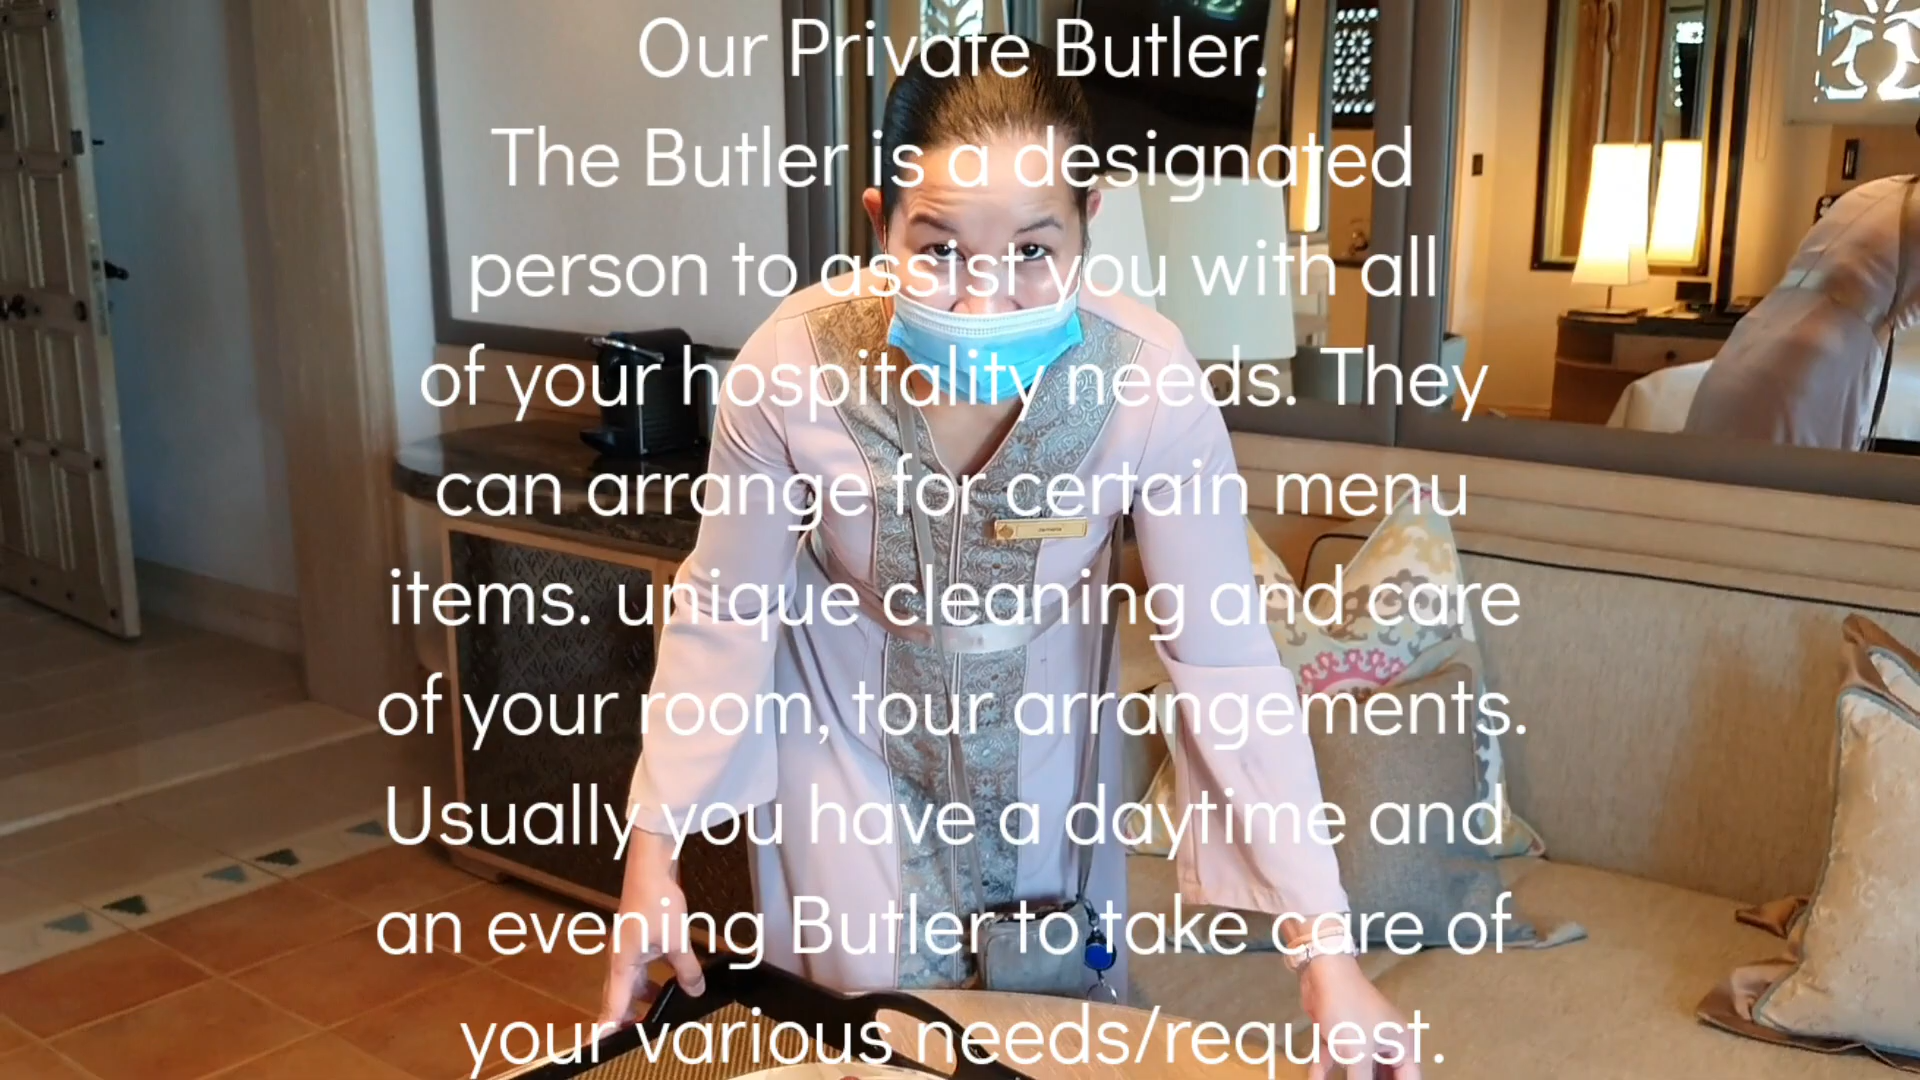 Our Private Butler.
The Butler is a designated
person to assist you with all
of your hospitality needs. They
can arrange for certain menu
items. unique cleaning and care
of your room, tour arrangements.
Usually you have a daytime and
an evening Butler to take care of
your various needs/request.